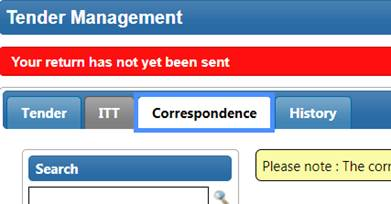 Tender Management
Your return has not yet been sent
Tender ITT Correspondence History
Search
Please note : The corr